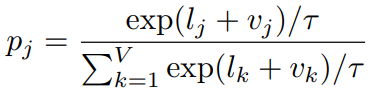 p_j = \frac{\exp(l_j + v_j)/\tau}{\sum_{k=1}^{V} \exp(l_k + v_k)/\tau}